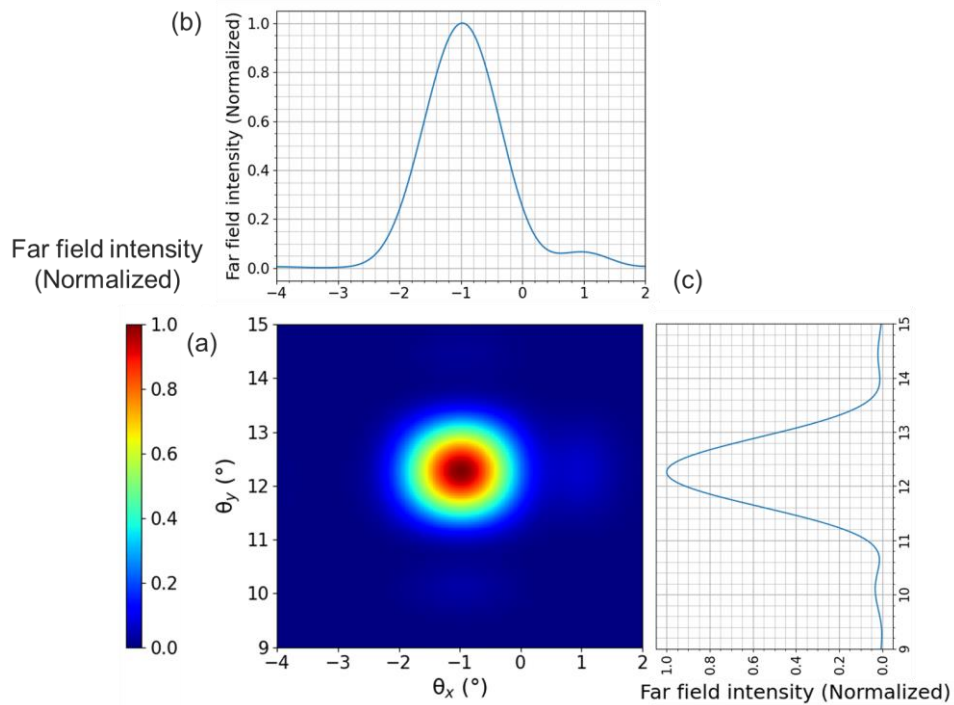 (b)
Far field intensity (Normalized)
1.0
0.8
0.6
0.4
0.2
0.0
−4 −3 −2 −1 0 1 2
Far field intensity
(Normalized)
1.0
0.8
0.6
0.4
0.2
0.0
(a)
θy (°)
15
14
13
12
11
10
9
−4 −3 −2 −1 0 1 2
θx (°)
(c)
15
14
13
12
11
10
9
1.0 0.8 0.6 0.4 0.2 0.0
Far field intensity (Normalized)